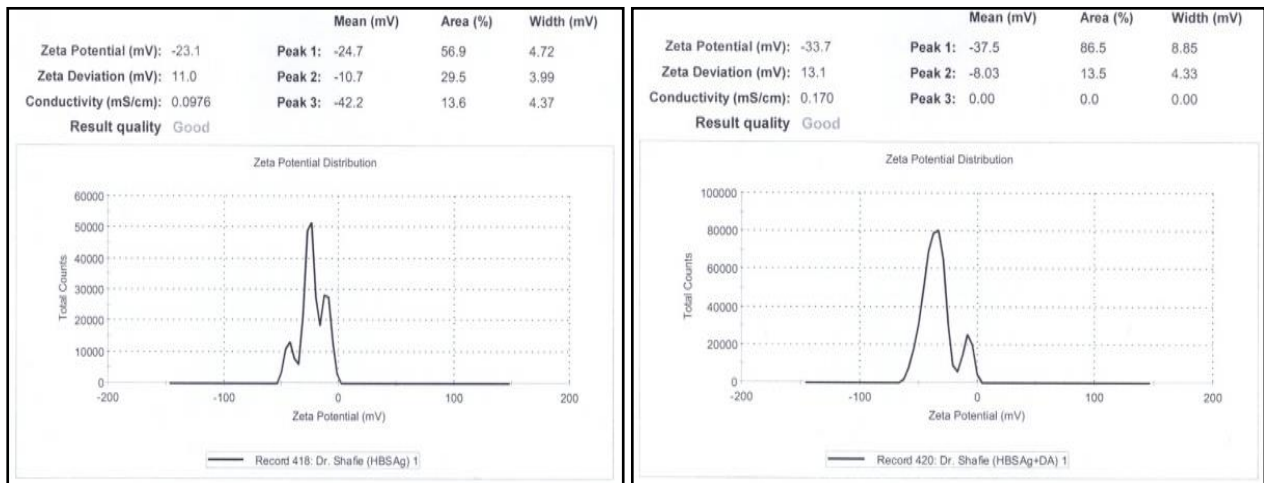 Mean (mV) Area (%) Width (mV)
Zeta Potential (mV): -23.1 Peak 1: -24.7 56.9 4.72
Zeta Deviation (mV): 11.0 Peak 2: -10.7 29.5 3.99
Conductivity (mS/cm): 0.0976 Peak 3: -42.2 13.6 4.37
Result quality Good
Zeta Potential Distribution
60000
50000
40000
30000
20000
10000
0
Total Counts
-200 -100 0 100 200
Zeta Potential (mV)
Record 418: Dr. Shafie (HBSAg) 1
Mean (mV) Area (%) Width (mV)
Zeta Potential (mV): -33.7 Peak 1: -37.5 86.5 8.85
Zeta Deviation (mV): 13.1 Peak 2: -8.03 13.5 4.33
Conductivity (mS/cm): 0.170 Peak 3: 0.00 0.0 0.00
Result quality Good
Zeta Potential Distribution
100000
80000
60000
40000
20000
0
Total Counts
-200 -100 0 100 200
Zeta Potential (mV)
Record 420: Dr. Shafie (HBSAg+DA) 1